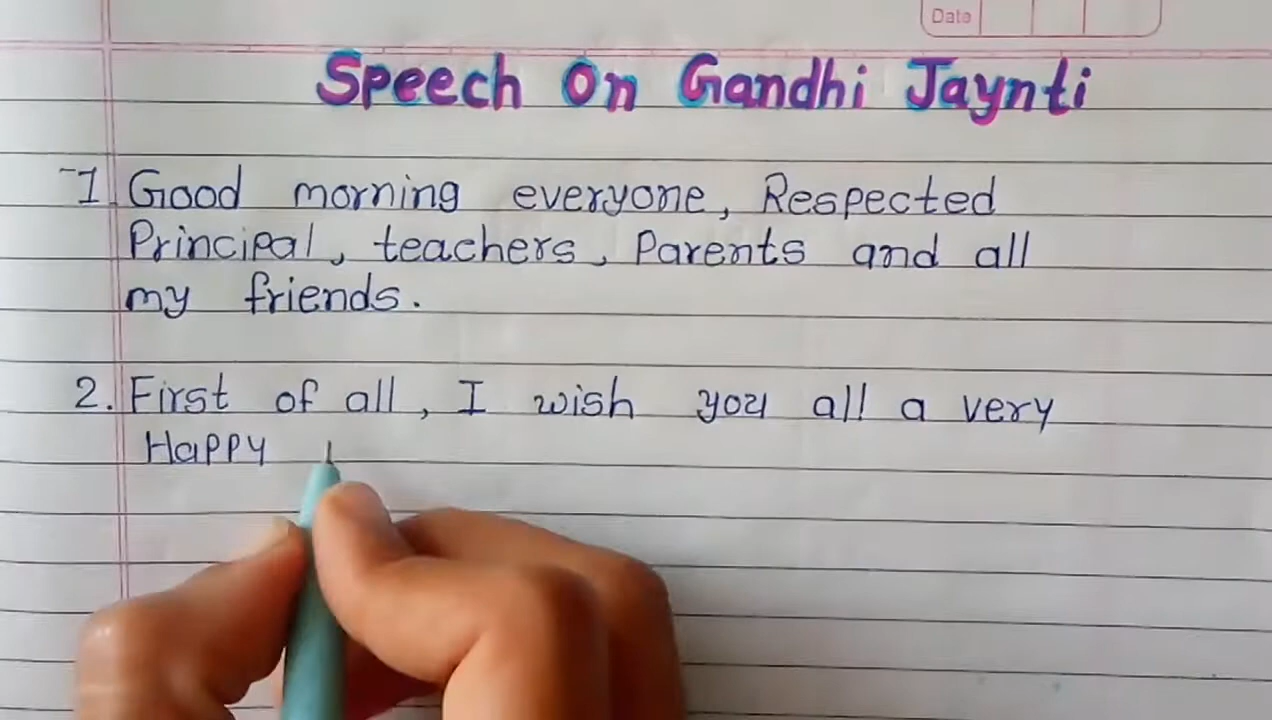 Date
Speech On Gandhi Jaynti
1 Good morning everyone, Respected
Principal, teachers, Parents and all
my friends.
2. First of all, I wish you all a very
Happy